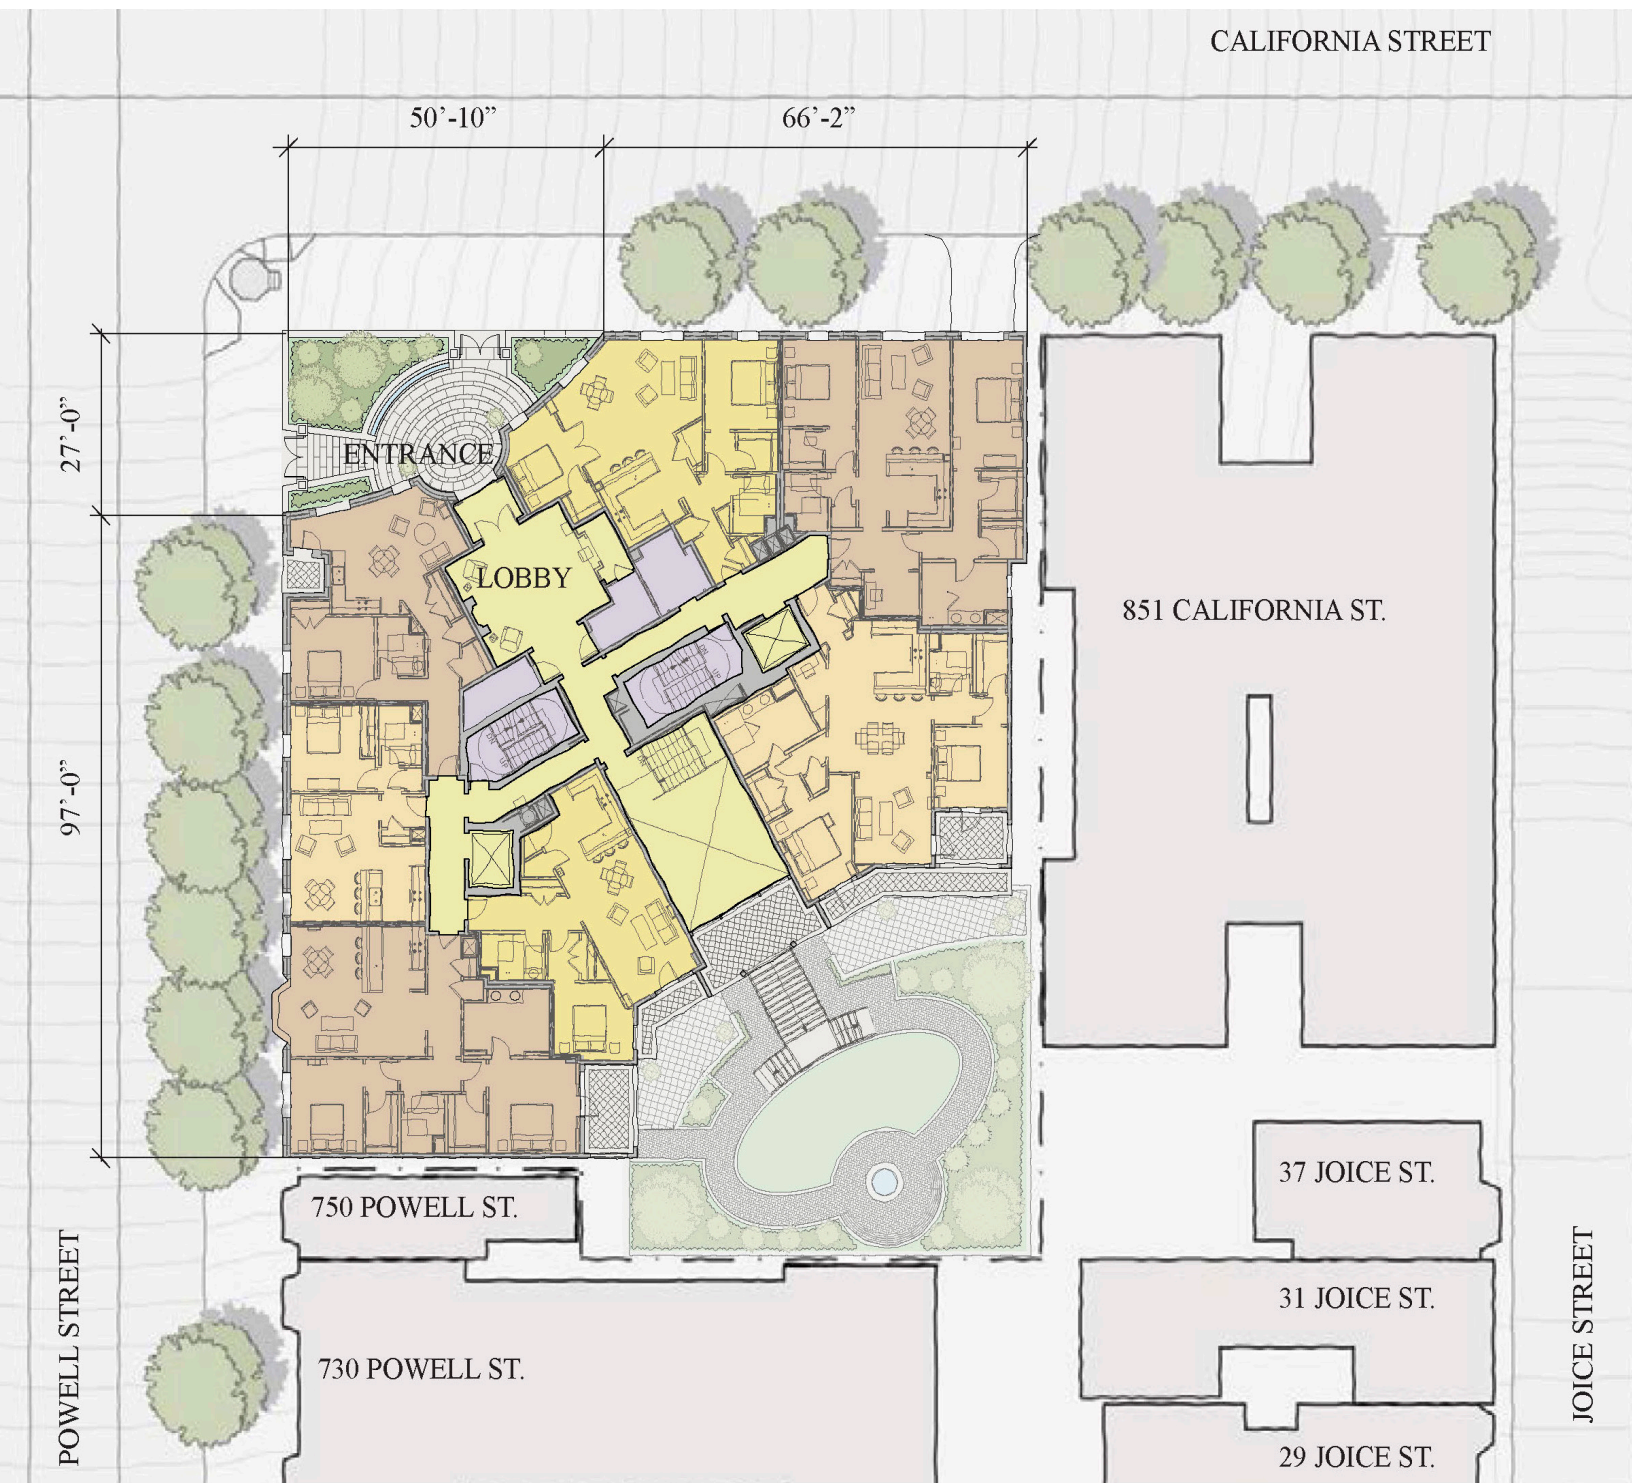 CALIFORNIA STREET
50’-10”
66’-2”
27’-0”
ENTRANCE
LOBBY
851 CALIFORNIA ST.
97’-0”
37 JOICE ST.
750 POWELL ST.
31 JOICE ST.
730 POWELL ST.
29 JOICE ST.
POWELL STREET
JOICE STREET